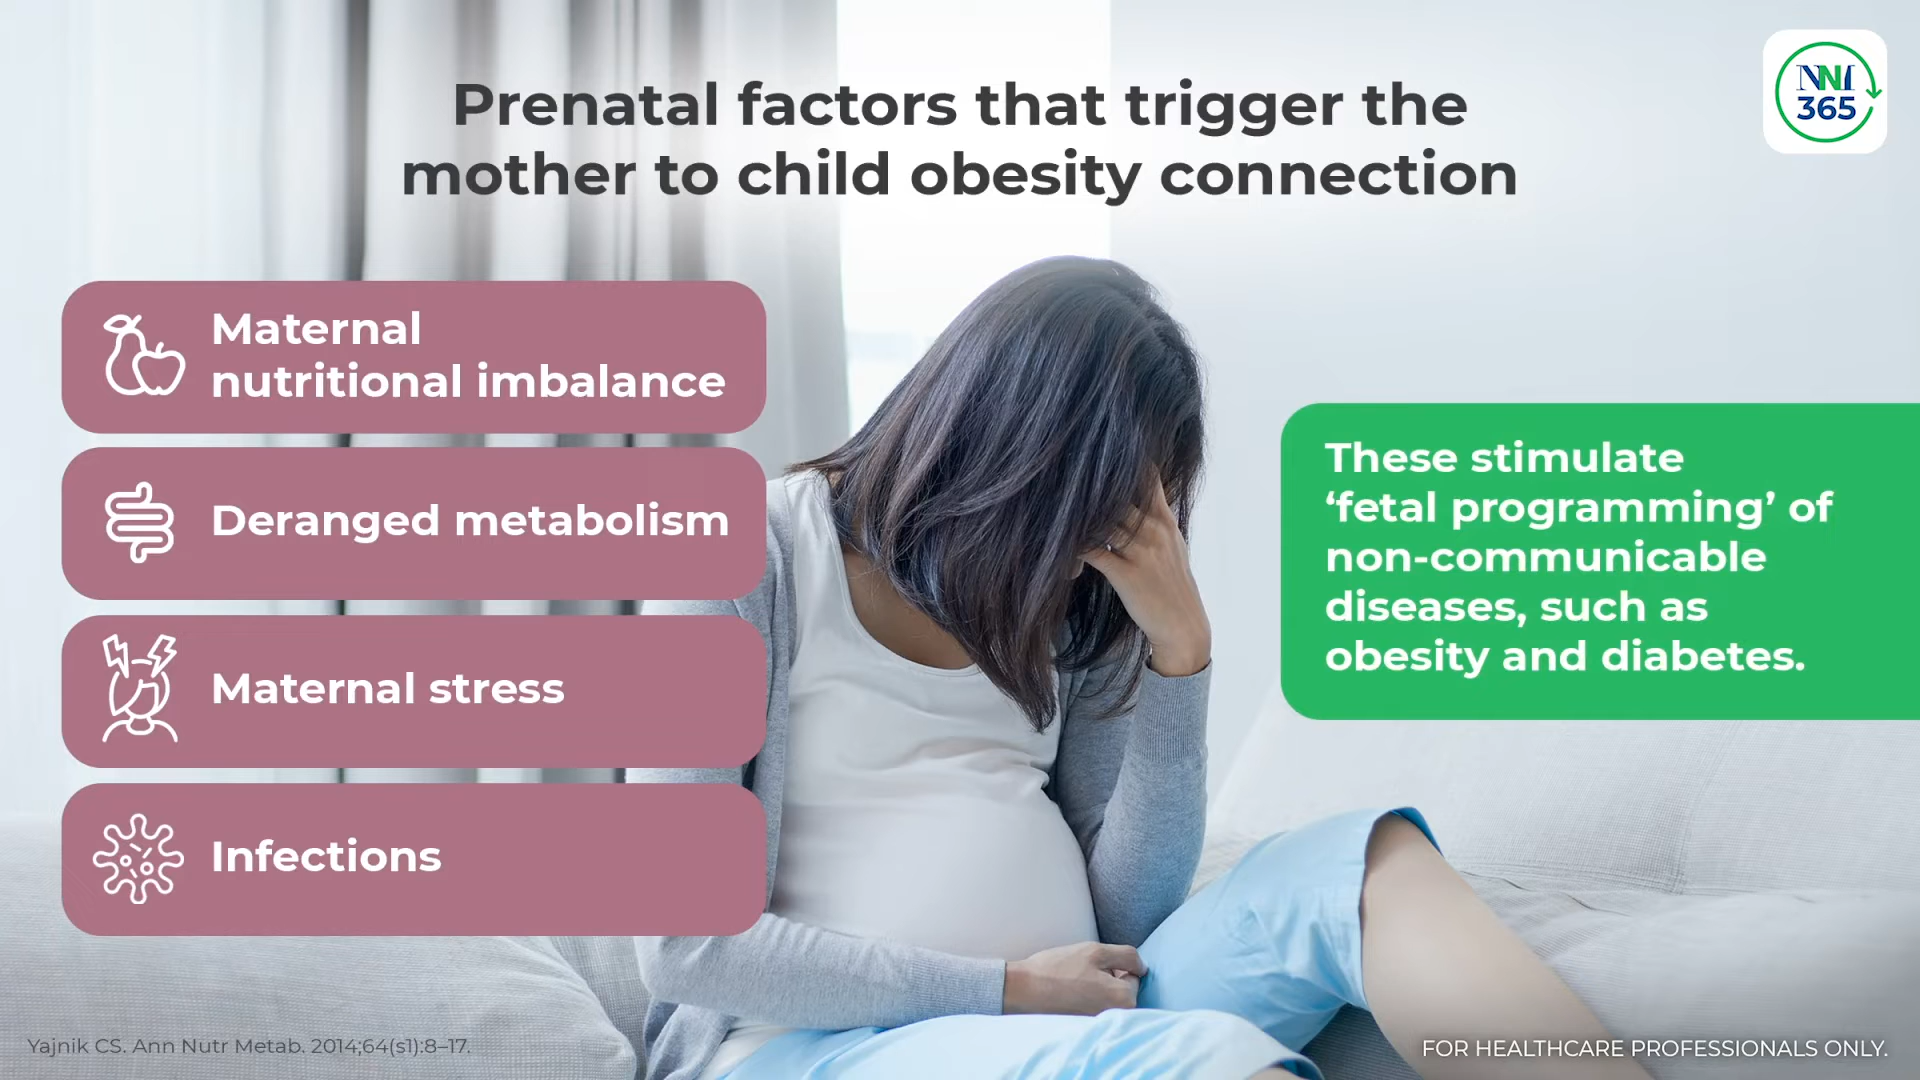 Prenatal factors that trigger the
mother to child obesity connection
NNI
365
Maternal
nutritional imbalance
Deranged metabolism
Maternal stress
Infections
These stimulate
‘fetal programming’ of
non-communicable
diseases, such as
obesity and diabetes.
Yajnik CS. Ann Nutr Metab. 2014;64(s1):8–17.
FOR HEALTHCARE PROFESSIONALS ONLY.